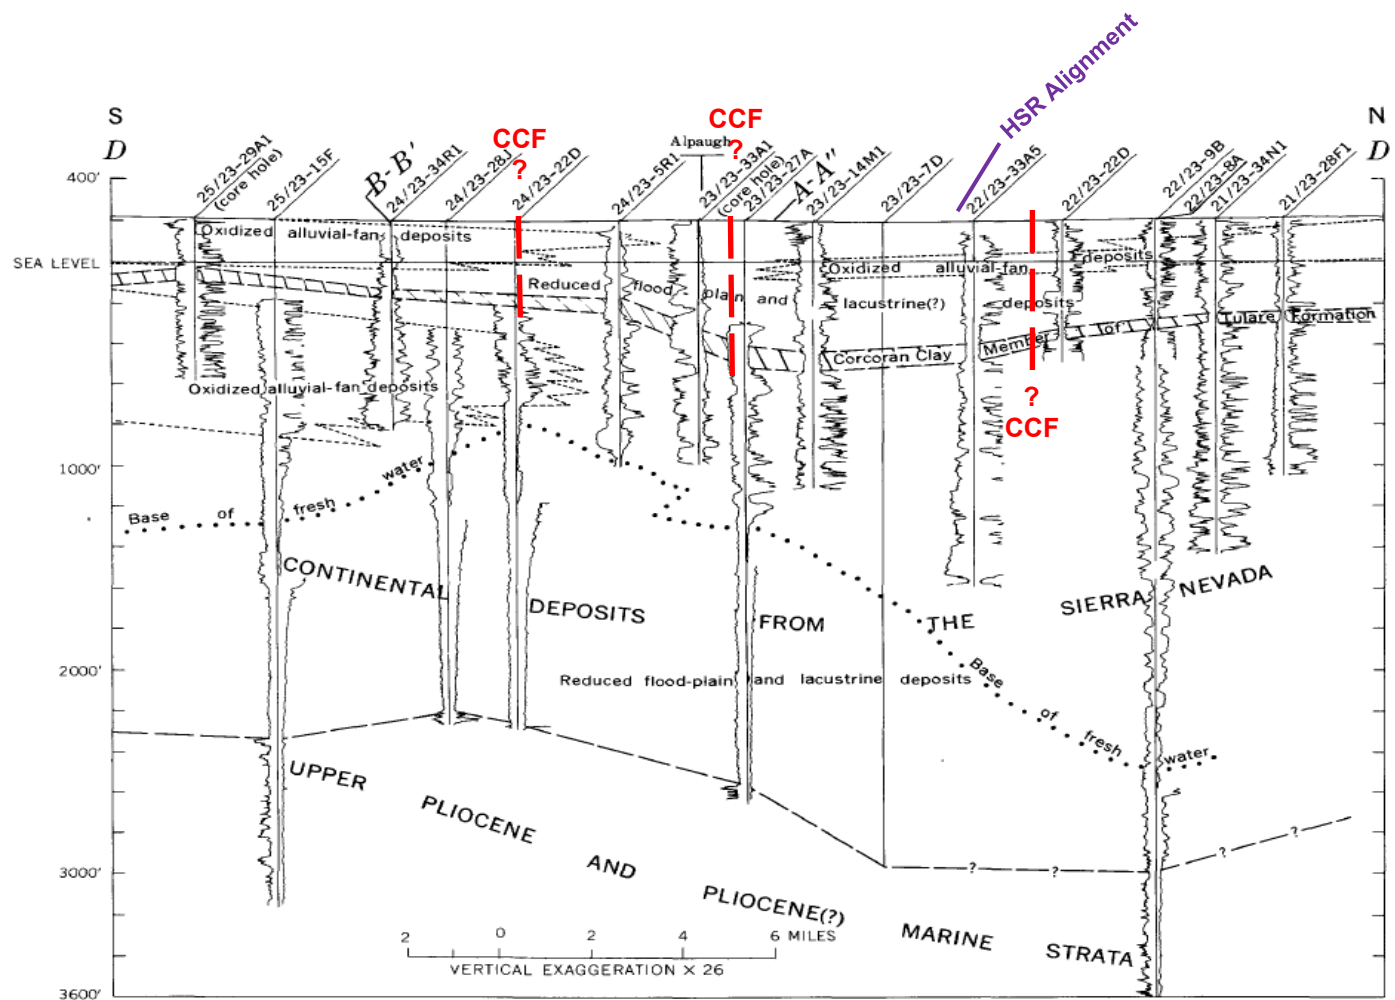 HSR Alignment
S
N
D
D
CCF
?
CCF
?
Alpaugh
25/23-29A1
(core hole)
25/23-15F
B-B'
24/23-34R1
24/23-28J
24/23-22D
24/23-5R1
23/23-33A1
(core hole)
23/23-27A
A-A"
23/23-14M1
23/23-7D
22/23-33A5
22/23-22D
22/23-9B
22/23-8A
21/23-34N1
21/23-28F1
400'
Oxidized alluvial-fan deposits
SEA LEVEL
Oxidized alluvial-fan deposits
Reduced flood plain and lacustrine(?) deposits
Corcoran Clay Member of Tulare Formation
Oxidized alluvial-fan deposits
?
CCF
1000'
Base of fresh water
CONTINENTAL DEPOSITS FROM THE SIERRA NEVADA
2000'
Reduced flood-plain and lacustrine deposits
Base of fresh water
UPPER PLIOCENE AND PLIOCENE(?) MARINE STRATA
? ? ? ?
3000'
2 0 2 4 6 MILES
VERTICAL EXAGGERATION X 26
3600'